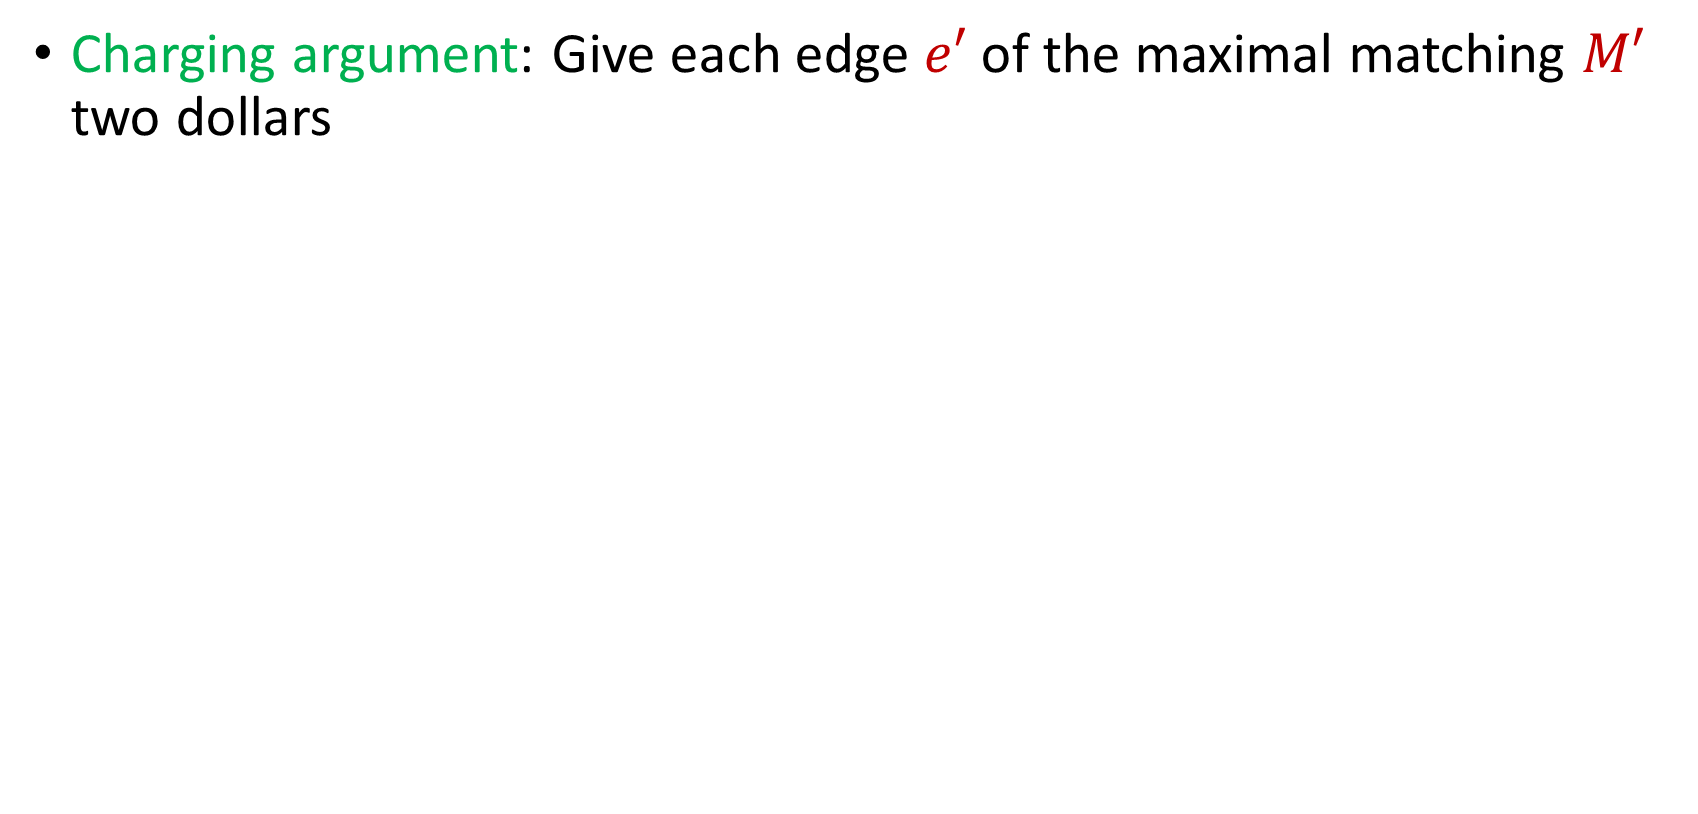 • Charging argument: Give each edge e′ of the maximal matching M′
two dollars